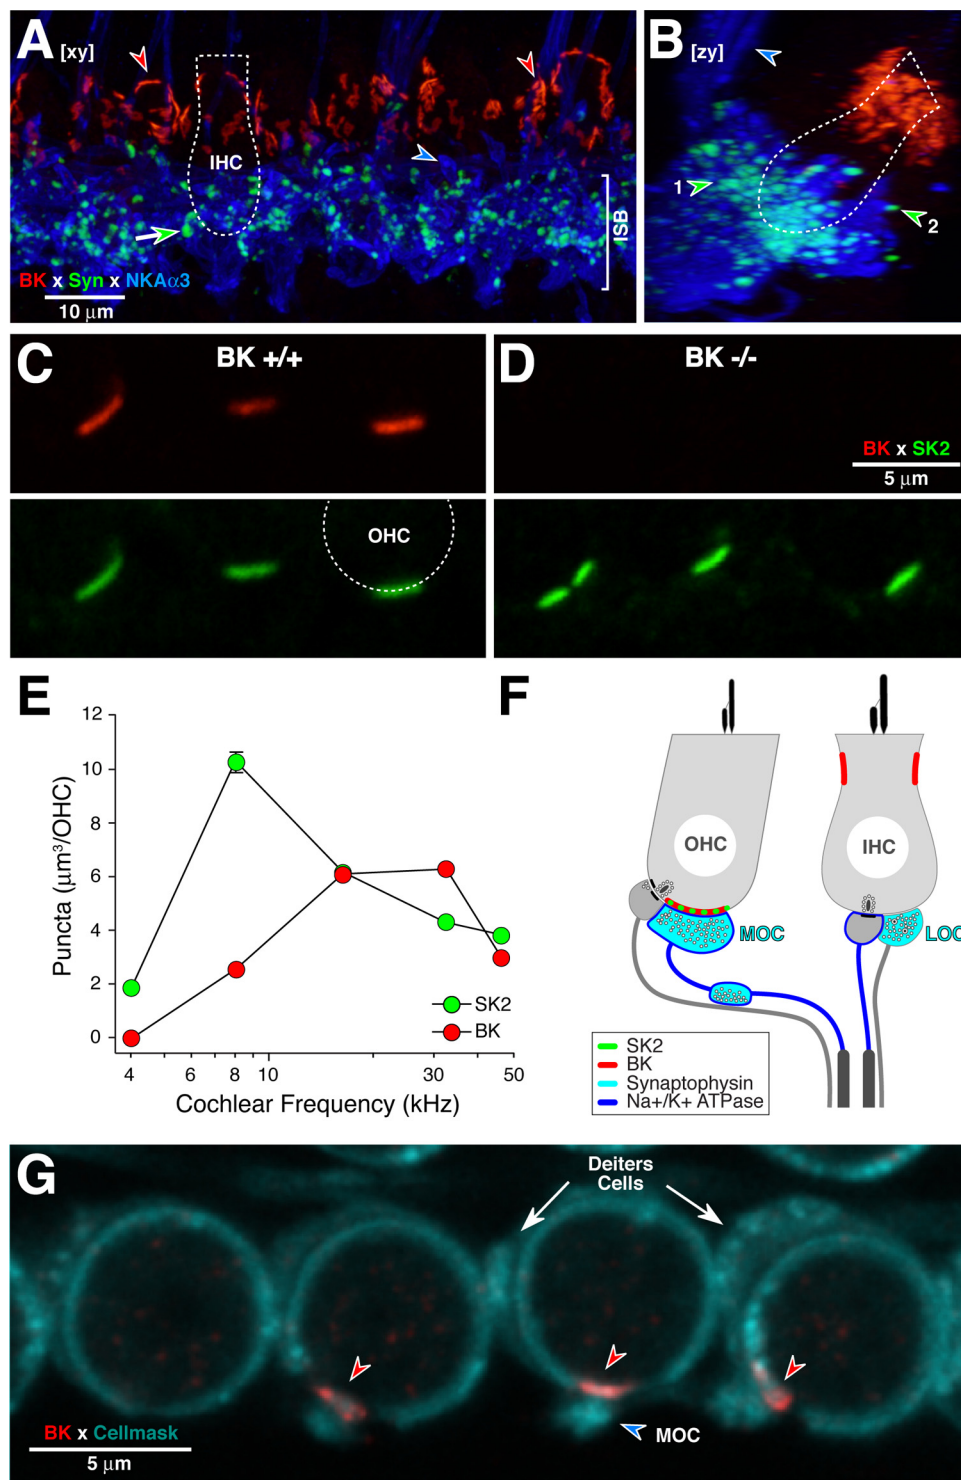 A [xy]
IHC
ISB
BK x Syn x NKAα3
10 μm
B [zy]
1
2
C BK +/+
D BK -/-
BK x SK2
5 μm
OHC
E
Puncta (μm³/OHC)
12
10
8
6
4
2
0
4 6 8 10 30 50
Cochlear Frequency (kHz)
SK2
BK
F
OHC
IHC
MOC
LOC
SK2
BK
Synaptophysin
Na+/K+ ATPase
G
Deiters
Cells
MOC
BK x Cellmask
5 μm